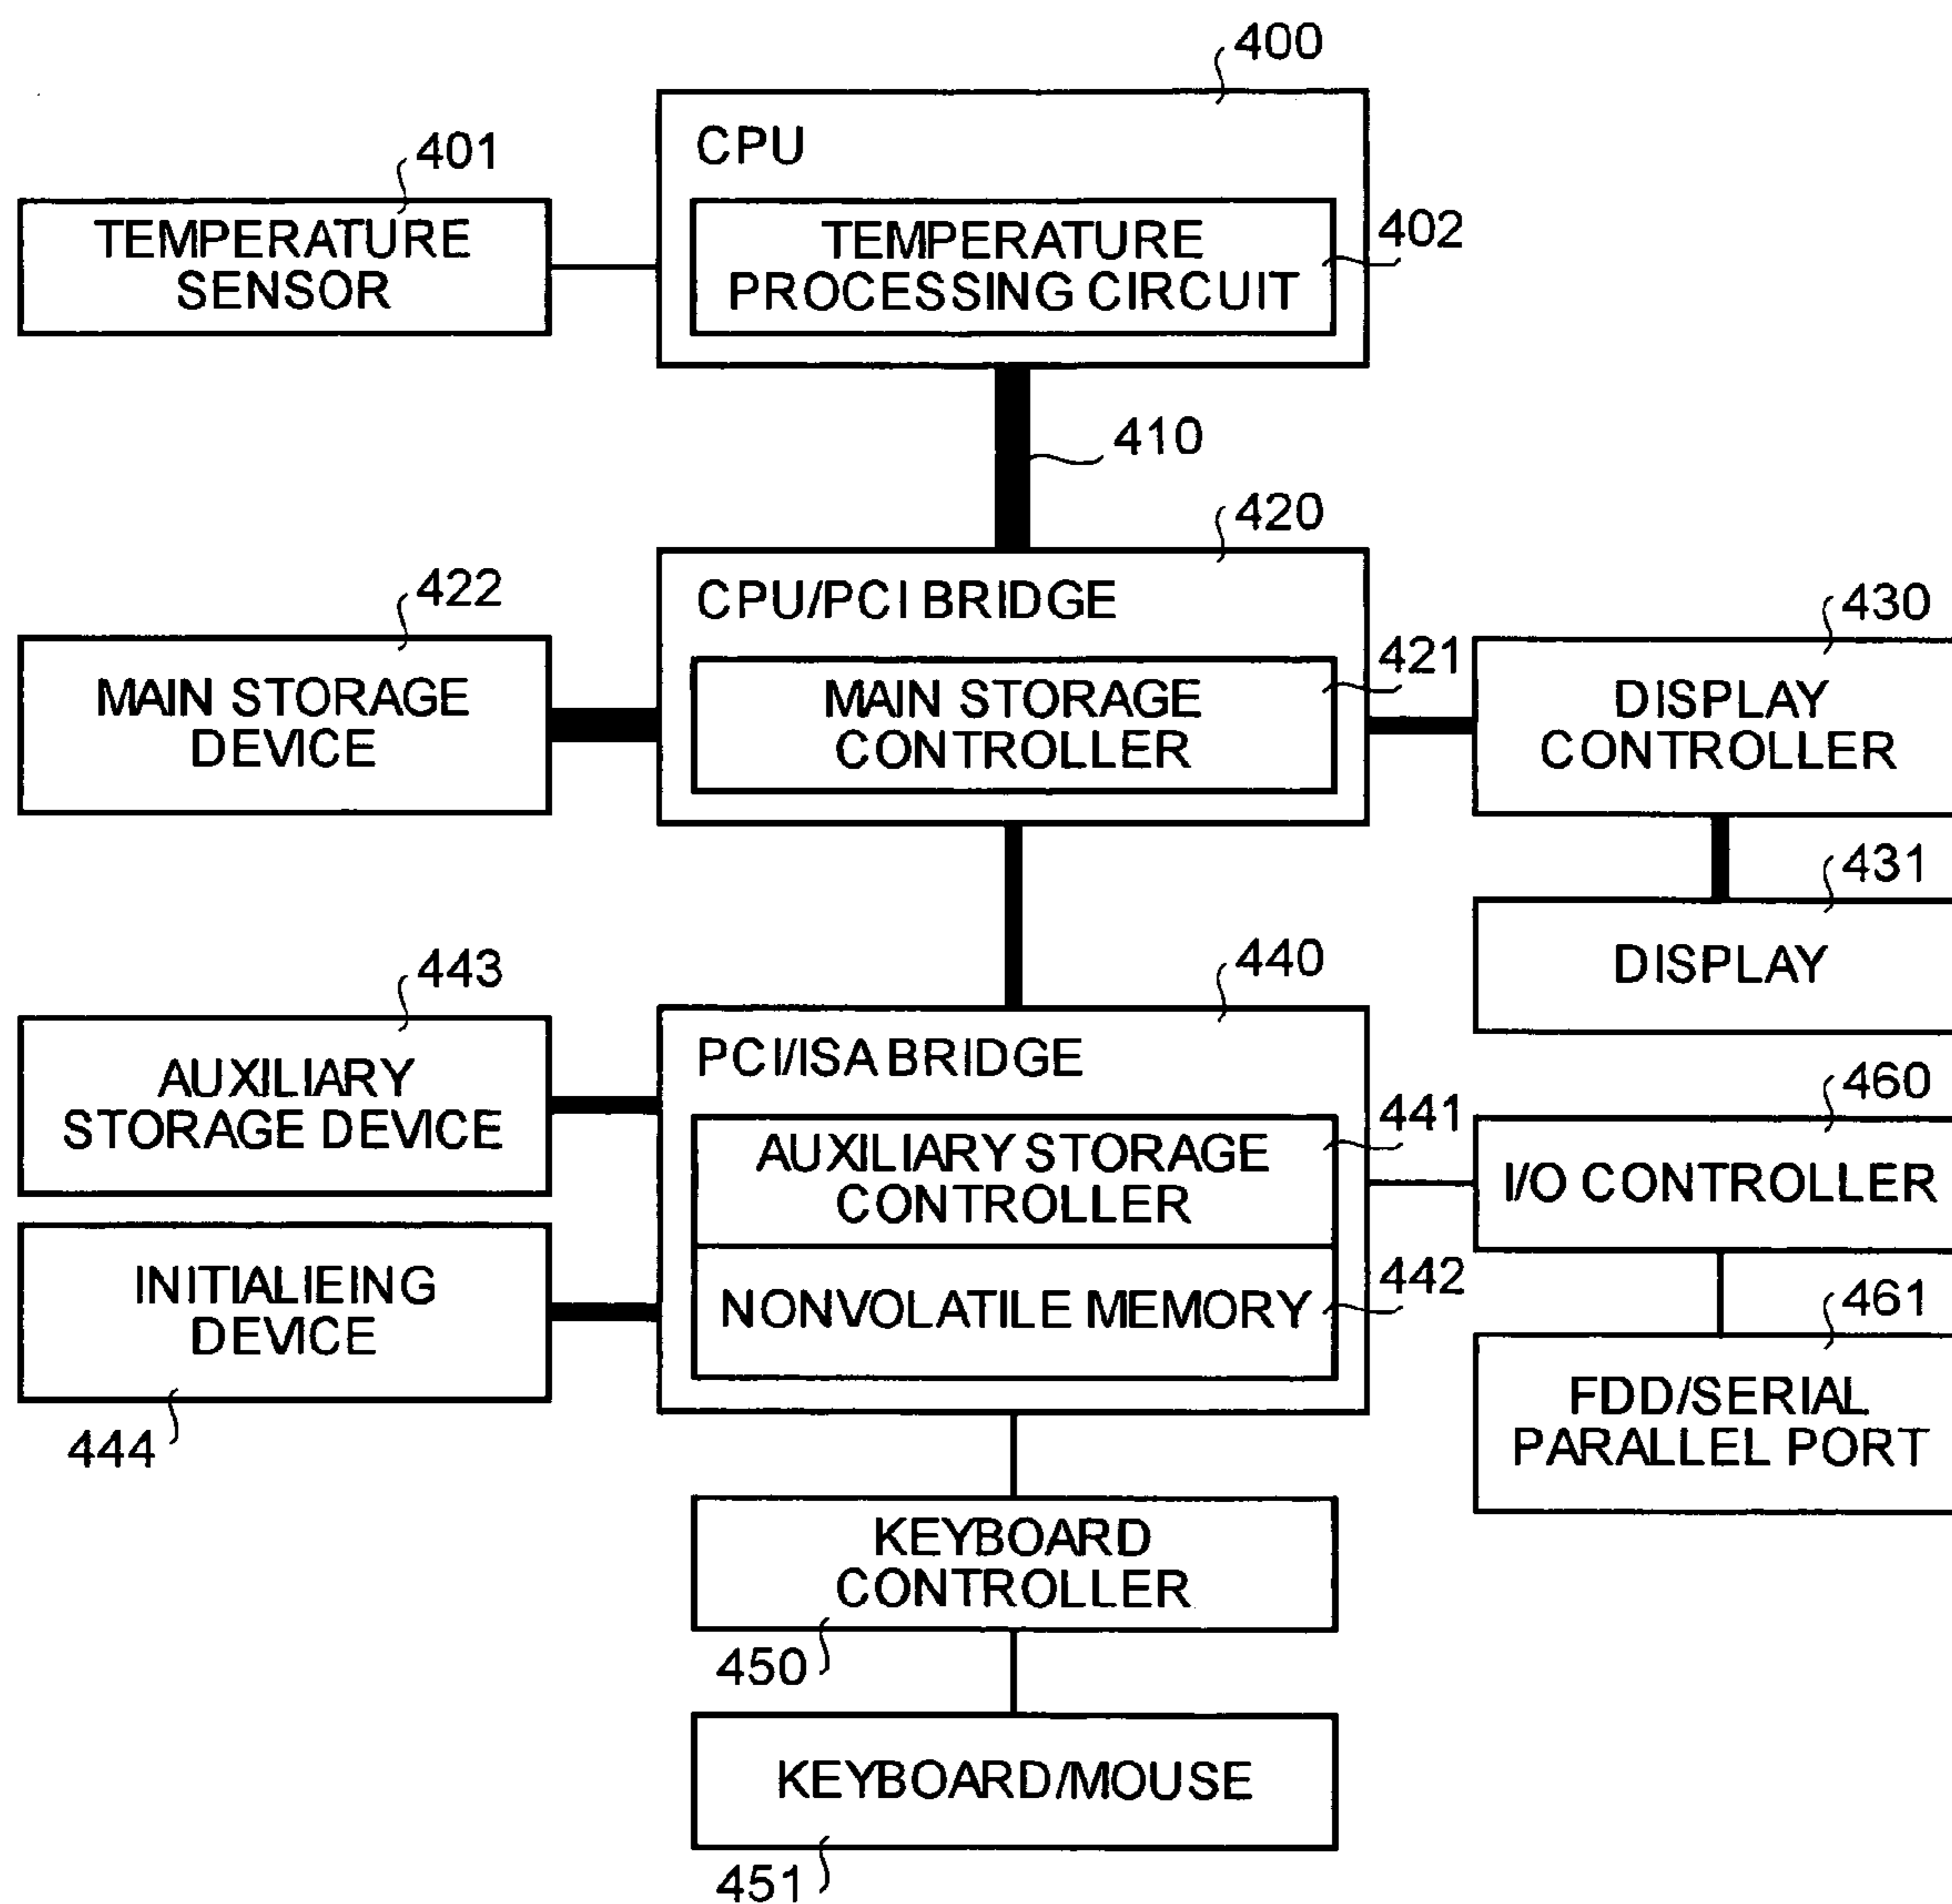 400
CPU
401
TEMPERATURE
SENSOR
TEMPERATURE
PROCESSING CIRCUIT
402
410
420
CPU/PCI BRIDGE
422
MAIN STORAGE
DEVICE
421
MAIN STORAGE
CONTROLLER
430
DISPLAY
CONTROLLER
431
DISPLAY
443
AUXILIARY
STORAGE DEVICE
440
PCI/ISA BRIDGE
441
AUXILIARY STORAGE
CONTROLLER
460
I/O CONTROLLER
INITIALIEING
DEVICE
444
442
NONVOLATILE MEMORY
461
FDD/SERIAL
PARALLEL PORT
KEYBOARD
CONTROLLER
450
KEYBOARD/MOUSE
451